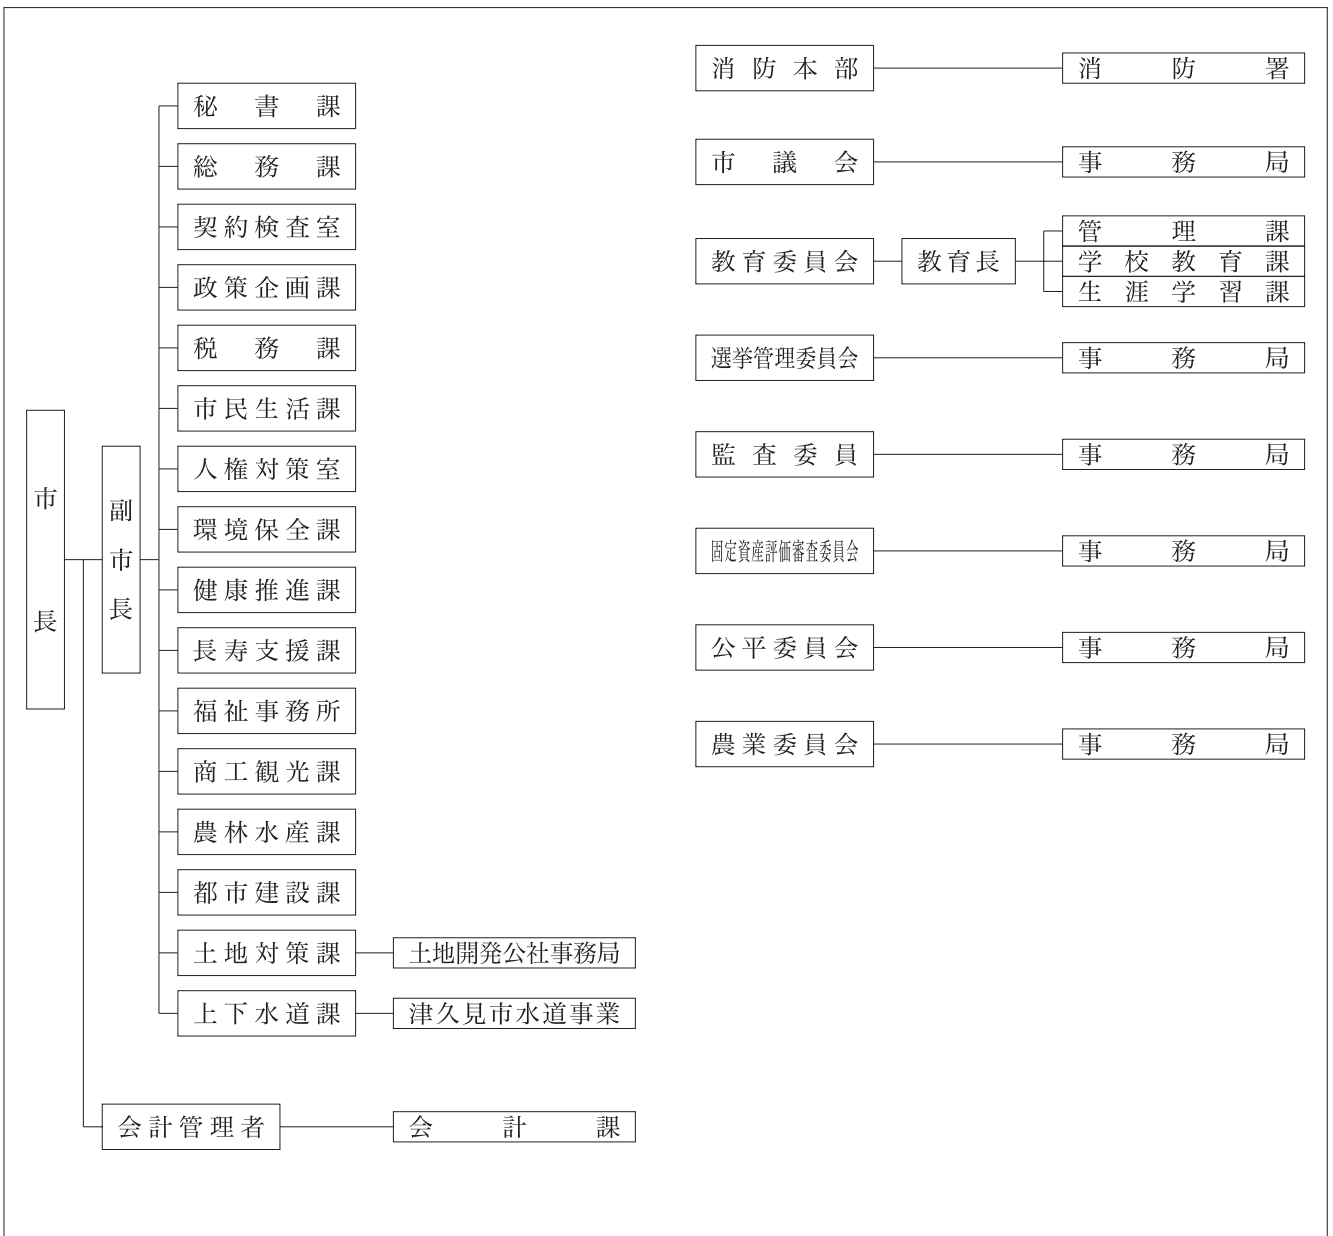 市長
副市長
秘書課
総務課
契約検査室
政策企画課
税務課
市民生活課
人権対策室
環境保全課
健康推進課
長寿支援課
福祉事務所
商工観光課
農林水産課
都市建設課
土地対策課
土地開発公社事務局
上下水道課
津久見市水道事業
会計管理者
会計課
消防本部
消防署
市議会
事務局
教育委員会
教育長
管理課
学校教育課
生涯学習課
選挙管理委員会
事務局
監査委員
事務局
固定資産評価審査委員会
事務局
公平委員会
事務局
農業委員会
事務局